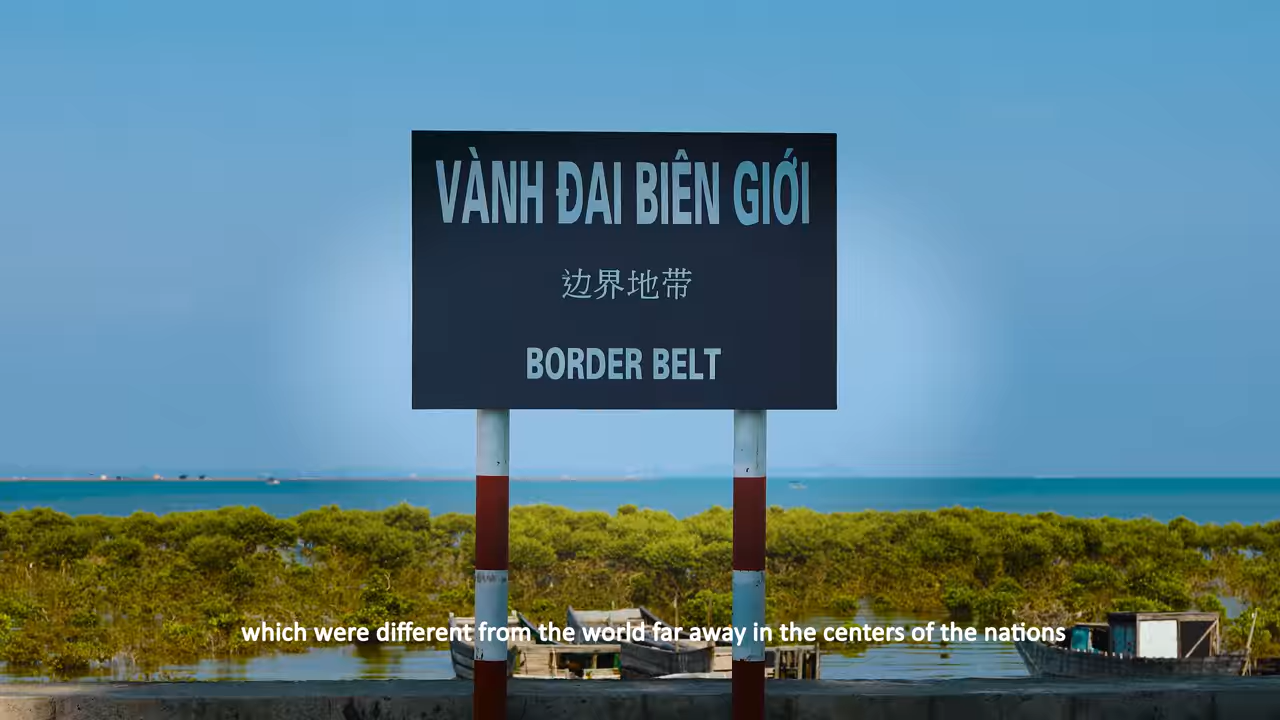 VÀNH ĐAI BIÊN GIỚI
边界地带
BORDER BELT
which were different from the world far away in the centers of the nations